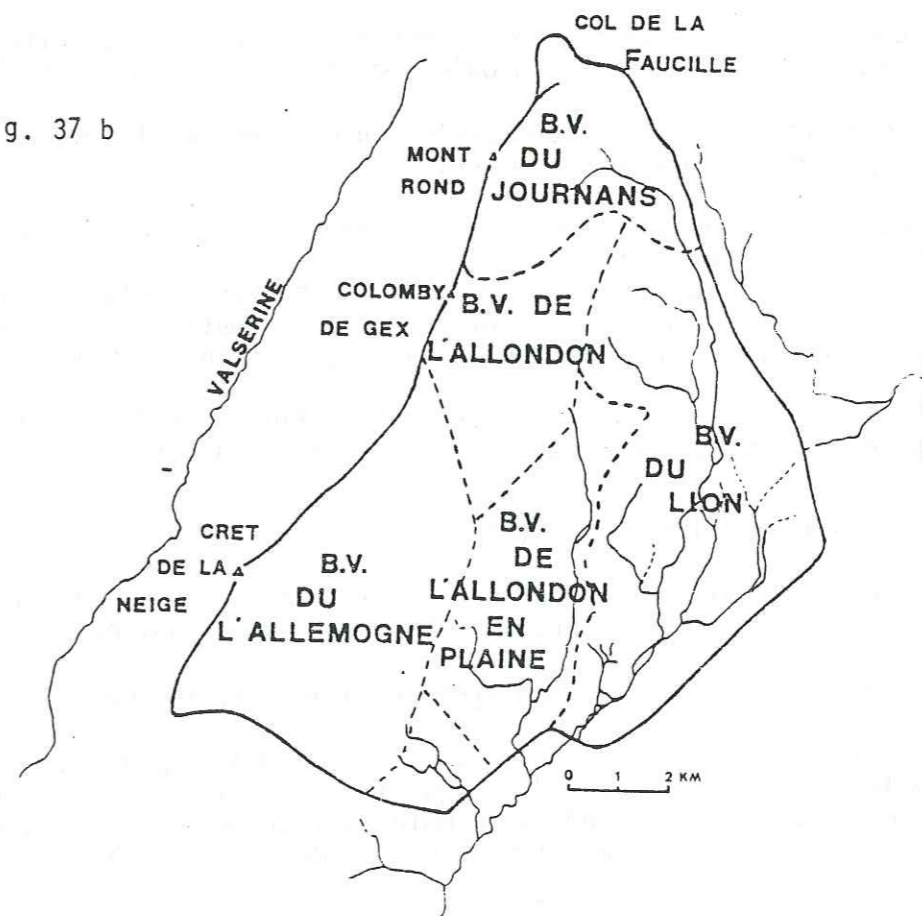 COL DE LA
FAUCILLE
g. 37 b
B.V.
DU
JOURNANS
MONT
ROND
VALSERINE
COLOMBY
DE GEX
B.V. DE
L'ALLONDON
B.V.
DU
LION
CRET
DE LA
NEIGE
B.V.
DU
L'ALLEMOGNE
B.V.
DE
L'ALLONDON
EN
PLAINE
0 1 2 KM